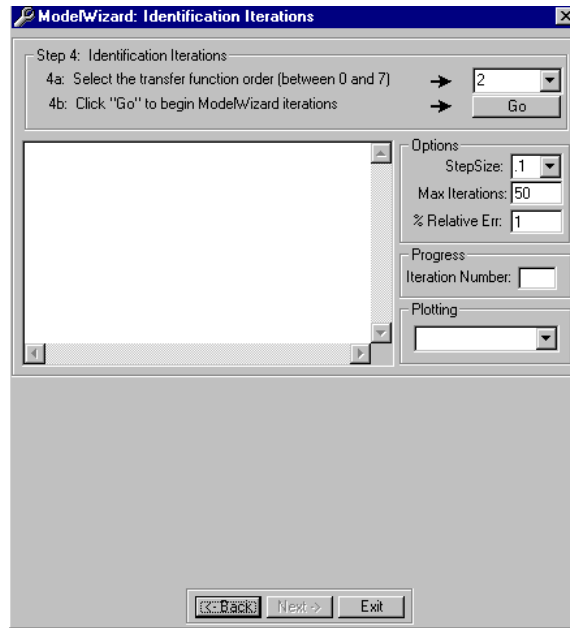 ModelWizard: Identification Iterations
Step 4: Identification Iterations
4a: Select the transfer function order (between 0 and 7) 2
4b: Click "Go" to begin ModelWizard iterations Go
Options
StepSize: .1
Max Iterations: 50
% Relative Err: 1
Progress
Iteration Number:
Plotting
<- Back Next -> Exit